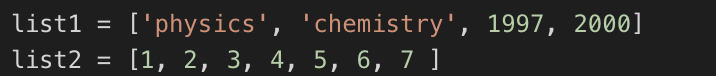 list1 = ['physics', 'chemistry', 1997, 2000]
list2 = [1, 2, 3, 4, 5, 6, 7 ]